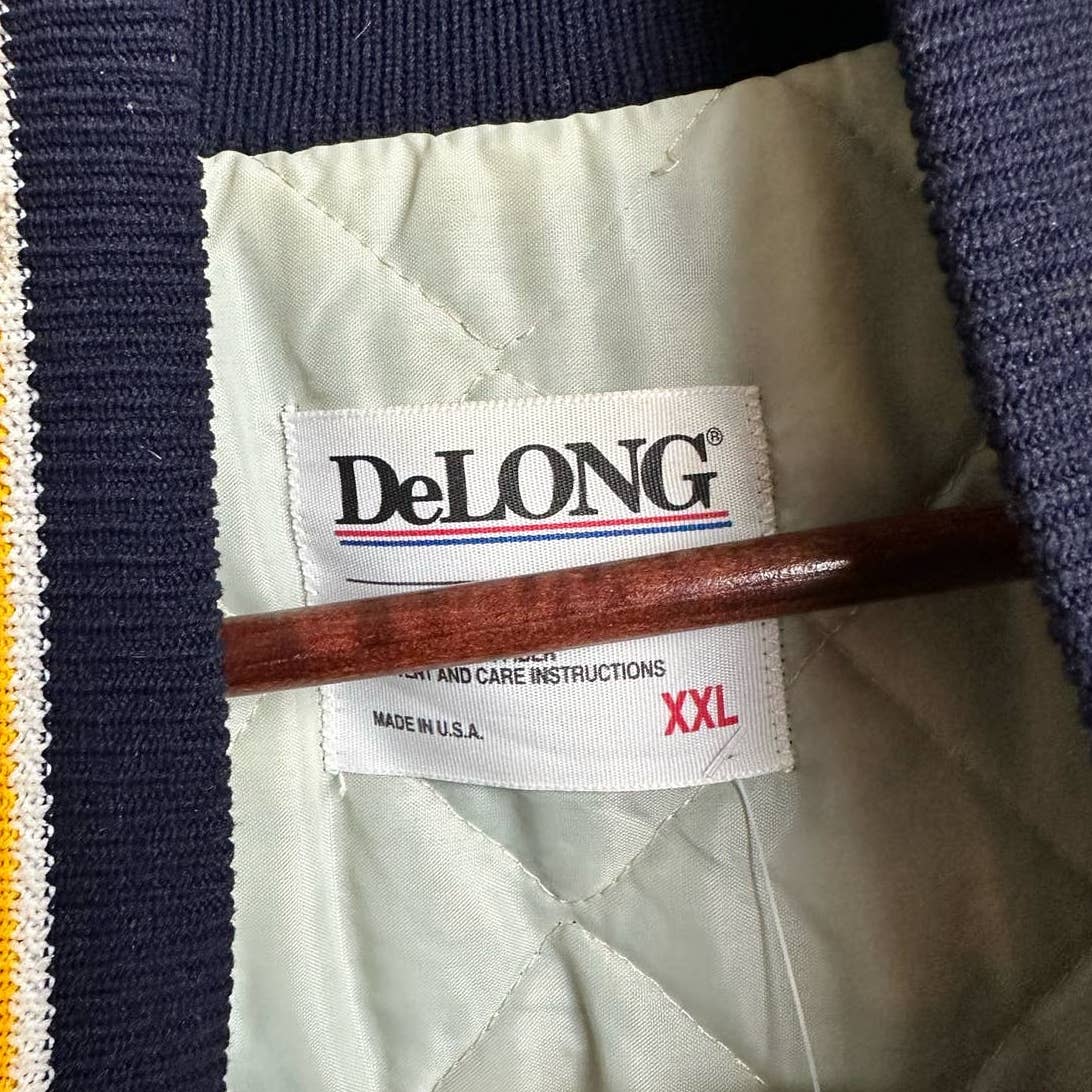 DeLONG®
AND CARE INSTRUCTIONS
MADE IN U.S.A.
XXL